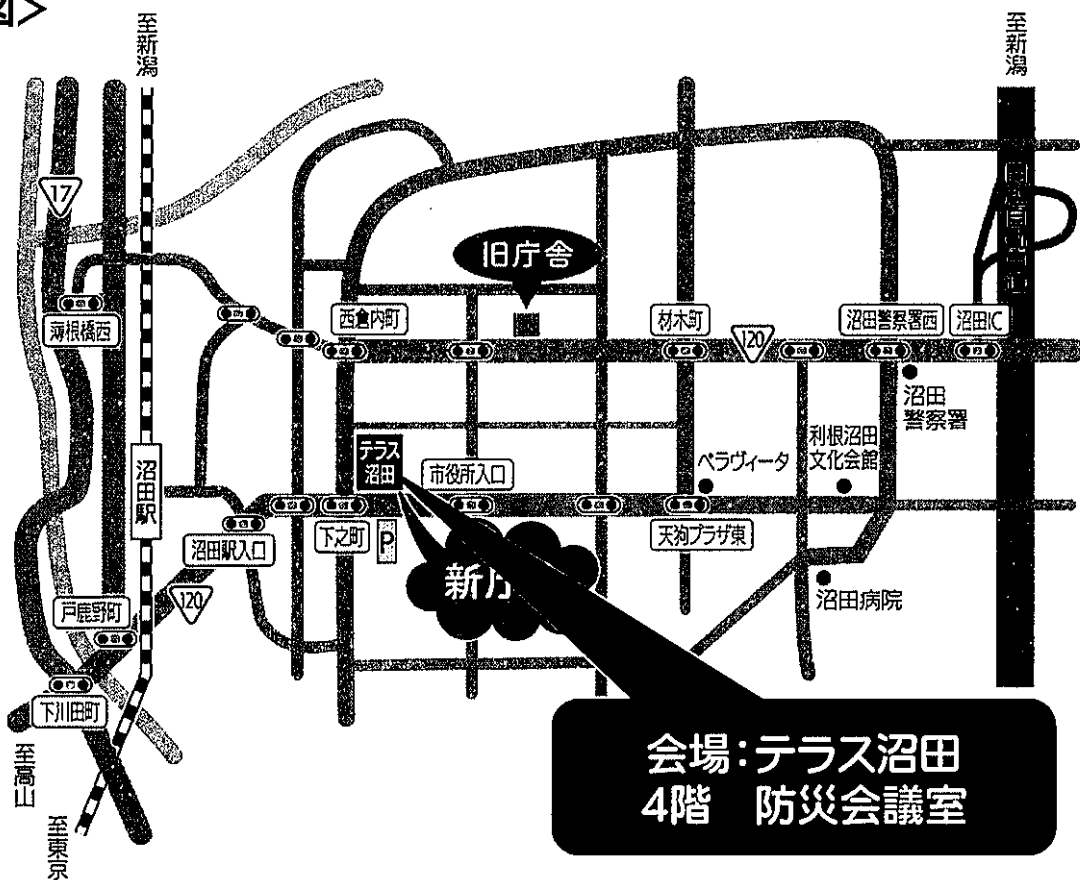 図>
至新潟
至新潟
17
旧庁舎
薄根橋西
西倉内町
材木町
120
沼田警察署西
沼田IC
沼田
警察署
テラス
沼田
市役所入口
ベラヴィータ
利根沼田
文化会館
沼田駅
沼田駅入口
下之町
P
天狗プラザ東
新庁
120
戸鹿野町
沼田病院
下川田町
至高山
至東京
会場:テラス沼田
4階 防災会議室